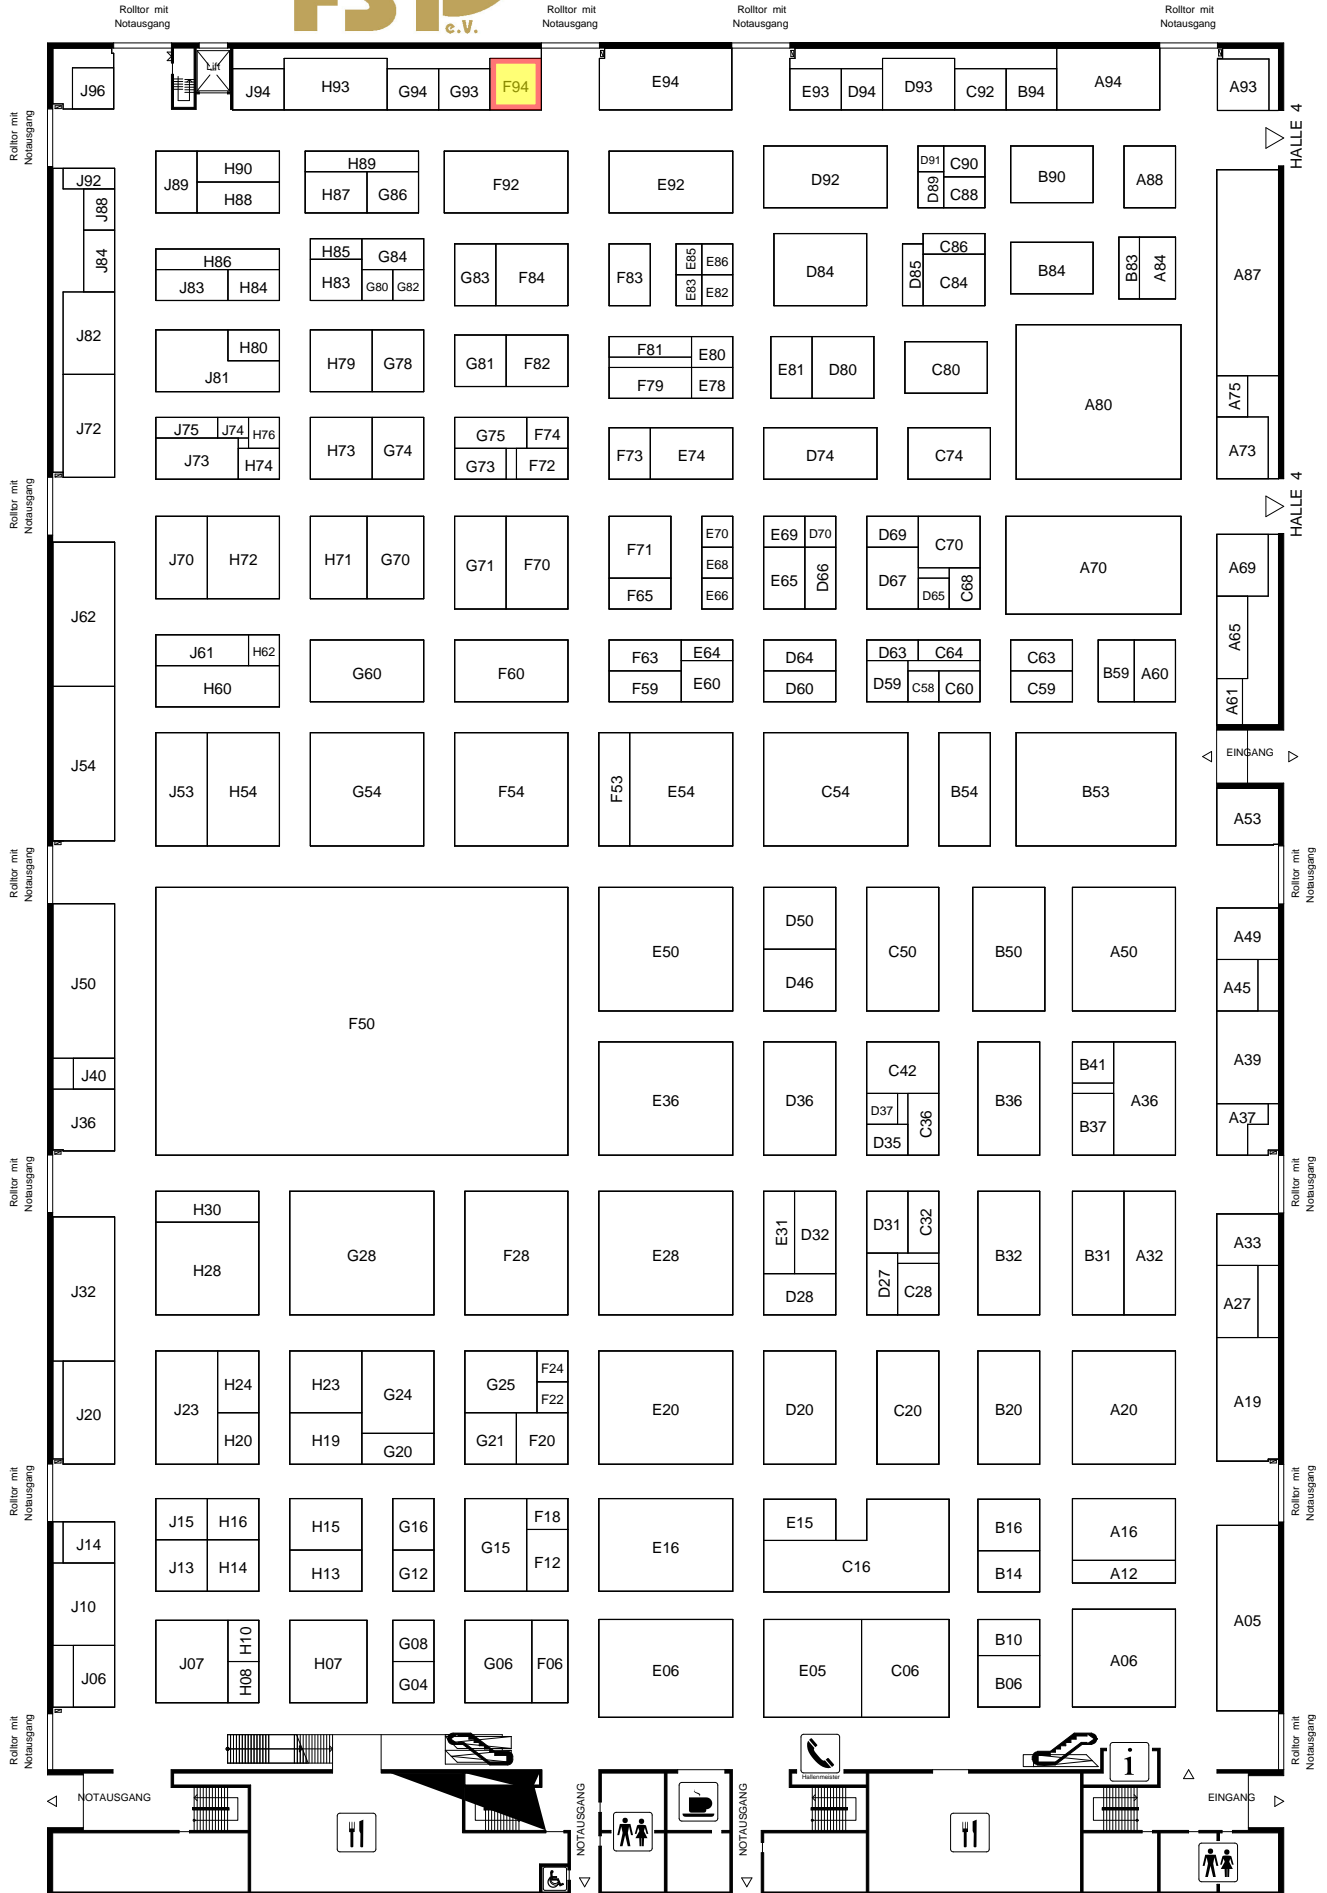 FST
e.V.
Rolltor mit
Notausgang
Rolltor mit
Notausgang
Rolltor mit
Notausgang
Rolltor mit
Notausgang
J96
Lift
J94
H93
G94
G93
F94
E94
E93
D94
D93
C92
B94
A94
A93
Rolltor mit
Notausgang
HALLE 4
J92
J88
J84
J89
H90
H88
H89
H87
G86
F92
E92
D92
D91
D89
C90
C88
B90
A88
H86
J83
H84
H85
H83
G84
G80
G82
G83
F84
F83
E85
E86
E83
E82
D84
D85
C86
C84
B84
B83
A84
A87
J82
H80
J81
H79
G78
G81
F82
F81
E80
F79
E78
E81
D80
C80
A80
A75
J72
J75
J74
H76
J73
H74
H73
G74
G75
F74
G73
F72
F73
E74
D74
C74
A73
Rolltor mit
Notausgang
HALLE 4
J70
H72
H71
G70
G71
F70
F71
F65
E70
E68
E66
E69
D70
E65
D66
D69
D67
C70
D65
C68
A70
A69
J62
A65
J61
H62
H60
G60
F60
F63
E64
F59
E60
D64
D60
D63
C64
D59
C58
C60
C63
C59
B59
A60
A61
J54
J53
H54
G54
F54
F53
E54
C54
B54
B53
EINGANG
A53
Rolltor mit
Notausgang
Rolltor mit
Notausgang
J50
F50
E50
D50
D46
C50
B50
A50
A49
A45
J40
J36
E36
D36
C42
D37
D35
C36
B36
B41
B37
A36
A39
A37
Rolltor mit
Notausgang
Rolltor mit
Notausgang
H30
H28
G28
F28
E28
E31
D32
D28
D31
C32
D27
C28
B32
B31
A32
A33
J32
A27
J20
J23
H24
H20
H23
H19
G24
G20
G25
F24
F22
G21
F20
E20
D20
C20
B20
A20
A19
Rolltor mit
Notausgang
Rolltor mit
Notausgang
J14
J15
H16
J13
H14
H15
H13
G16
G12
G15
F18
F12
E16
E15
C16
B16
B14
A16
A12
J10
J06
J07
H10
H08
H07
G08
G04
G06
F06
E06
E05
C06
B10
B06
A06
A05
Rolltor mit
Notausgang
Rolltor mit
Notausgang
Hallenmeister
i
NOTAUSGANG
NOTAUSGANG
NOTAUSGANG
EINGANG